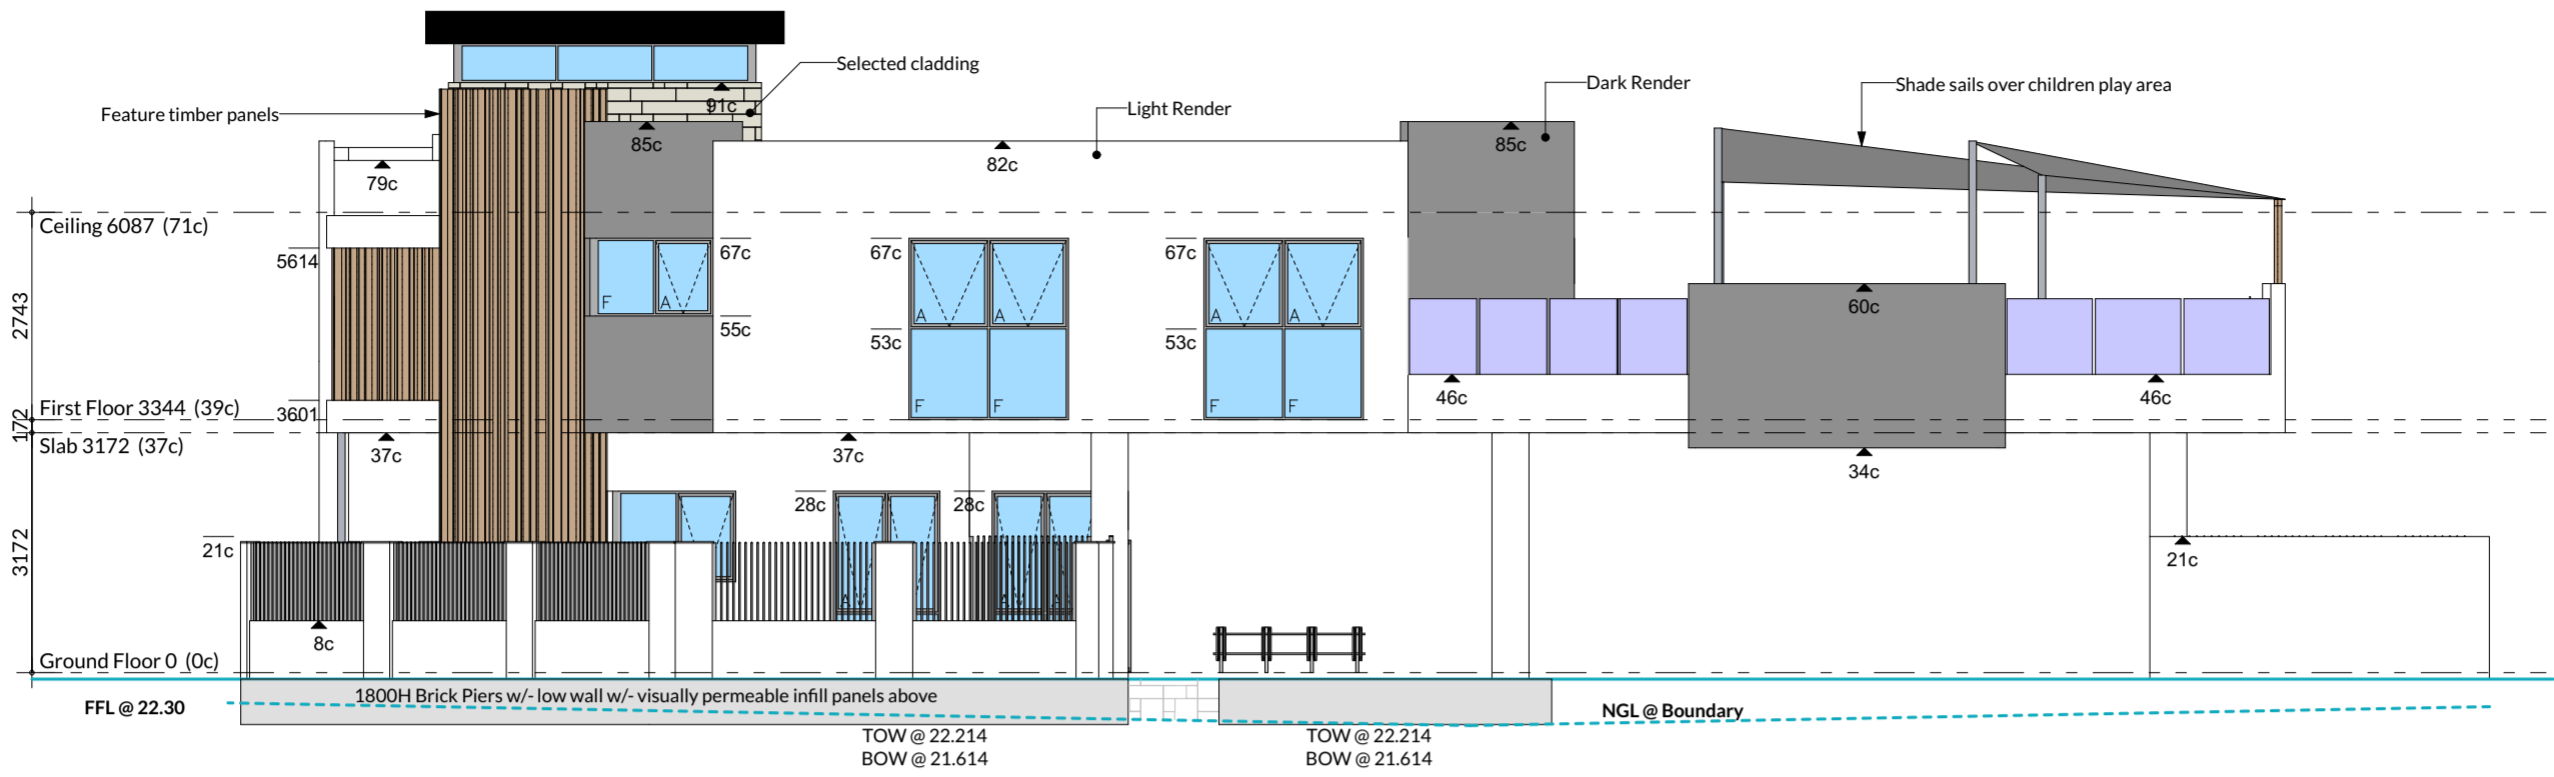 Selected cladding
Dark Render
Shade sails over children play area
91c
Feature timber panels
Light Render
85c
85c
82c
79c
Ceiling 6087 (71c)
5614
67c
67c
67c
2743
60c
55c
53c
53c
46c
46c
First Floor 3344 (39c)
3601
172
Slab 3172 (37c)
37c
37c
34c
F
A
A
A
A
A
F
F
F
F
28c
28c
21c
21c
3172
A
A
A
8c
Ground Floor 0 (0c)
1800H Brick Piers w/- low wall w/- visually permeable infill panels above
FFL @ 22.30
NGL @ Boundary
TOW @ 22.214
BOW @ 21.614
TOW @ 22.214
BOW @ 21.614